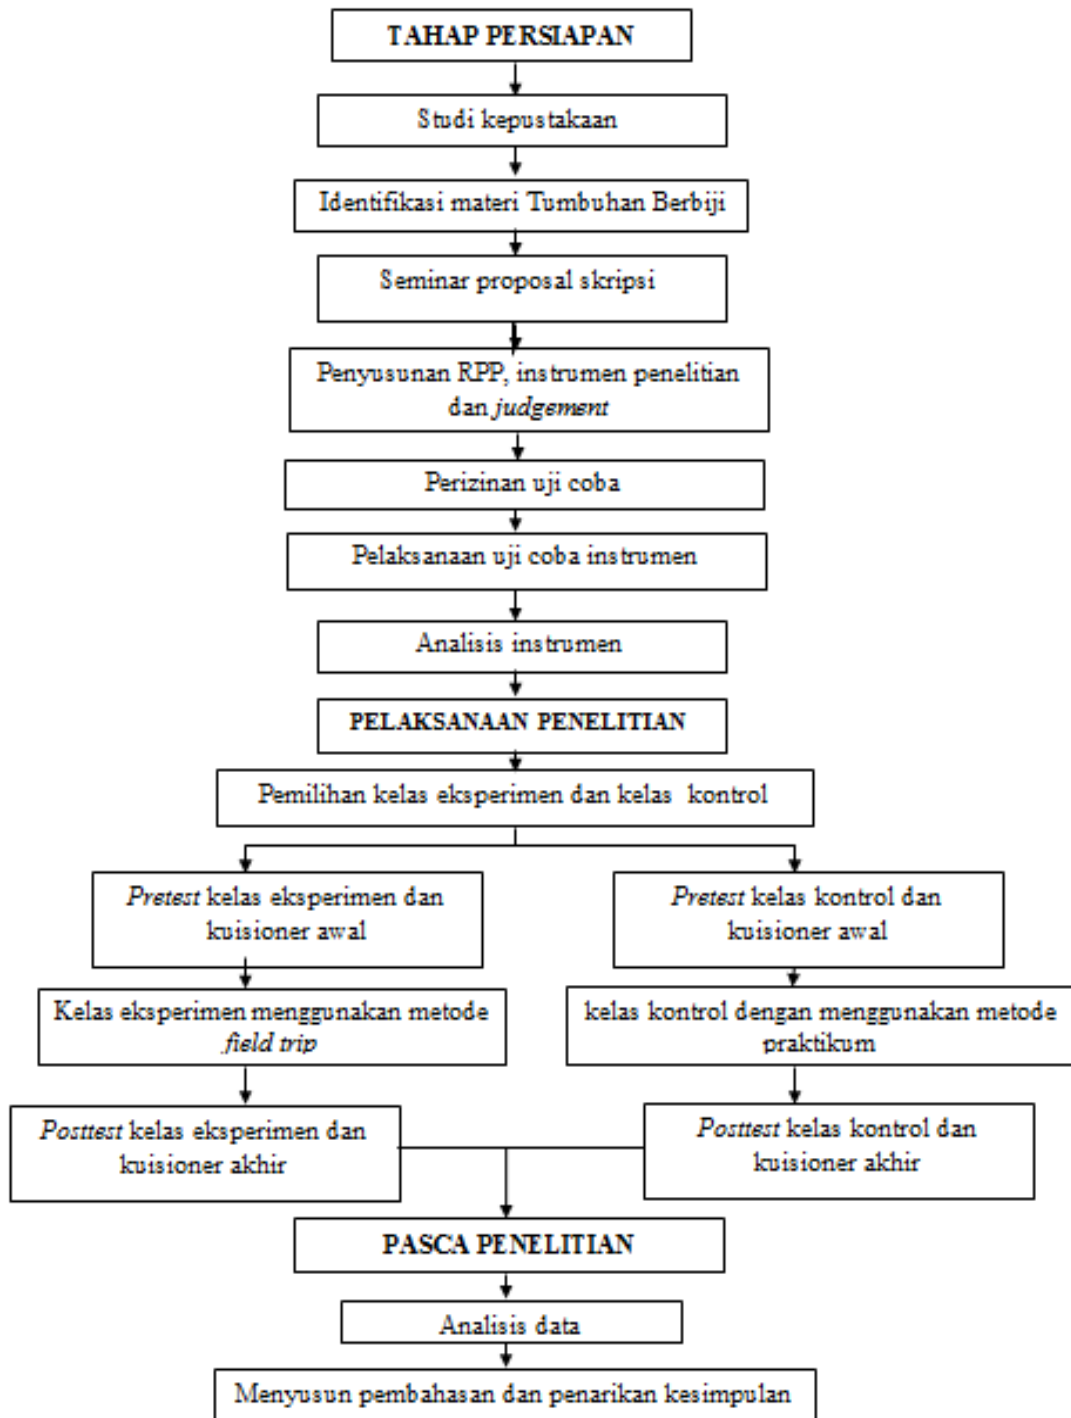 TAHAP PERSIAPAN
Studi kepustakaan
Identifikasi materi Tumbuhan Berbiji
Seminar proposal skripsi
Penyusunan RPP, instrumen penelitian
dan judgement
Perizinan uji coba
Pelaksanaan uji coba instrumen
Analisis instrumen
PELAKSANAAN PENELITIAN
Pemilihan kelas eksperimen dan kelas kontrol
Pretest kelas eksperimen dan
kuisioner awal
Pretest kelas kontrol dan
kuisioner awal
Kelas eksperimen menggunakan metode
field trip
kelas kontrol dengan menggunakan metode
praktikum
Posttest kelas eksperimen dan
kuisioner akhir
Posttest kelas kontrol dan
kuisioner akhir
PASCA PENELITIAN
Analisis data
Menyusun pembahasan dan penarikan kesimpulan